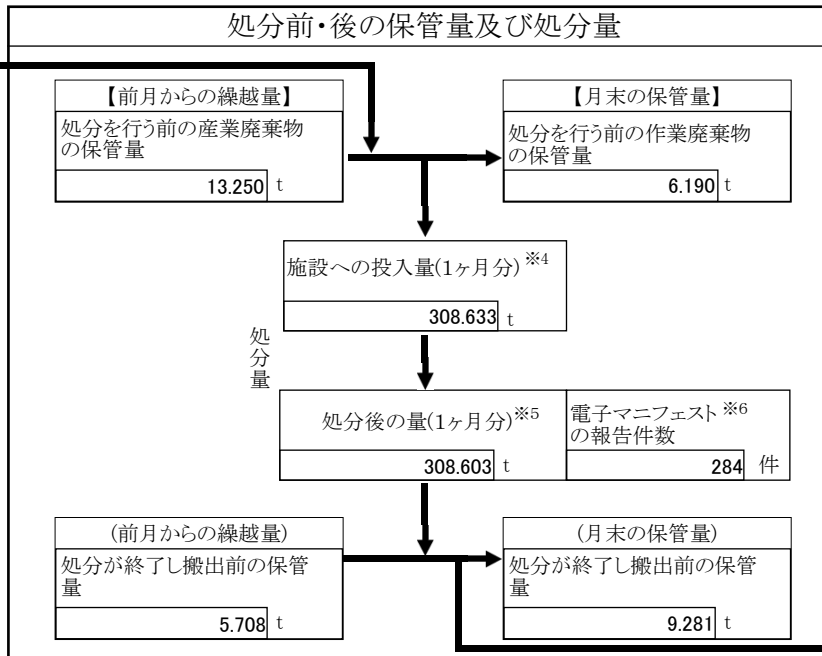 処分前・後の保管量及び処分量
【前月からの繰越量】
処分を行う前の産業廃棄物
の保管量
13.250 t
【月末の保管量】
処分を行う前の作業廃棄物
の保管量
6.190 t
施設への投入量(1ヶ月分)※4
308.633 t
処分量
処分後の量(1ヶ月分)※5
308.603 t
電子マニフェスト※6
の報告件数
284 件
(前月からの繰越量)
処分が終了し搬出前の保管
量
5.708 t
(月末の保管量)
処分が終了し搬出前の保管
量
9.281 t